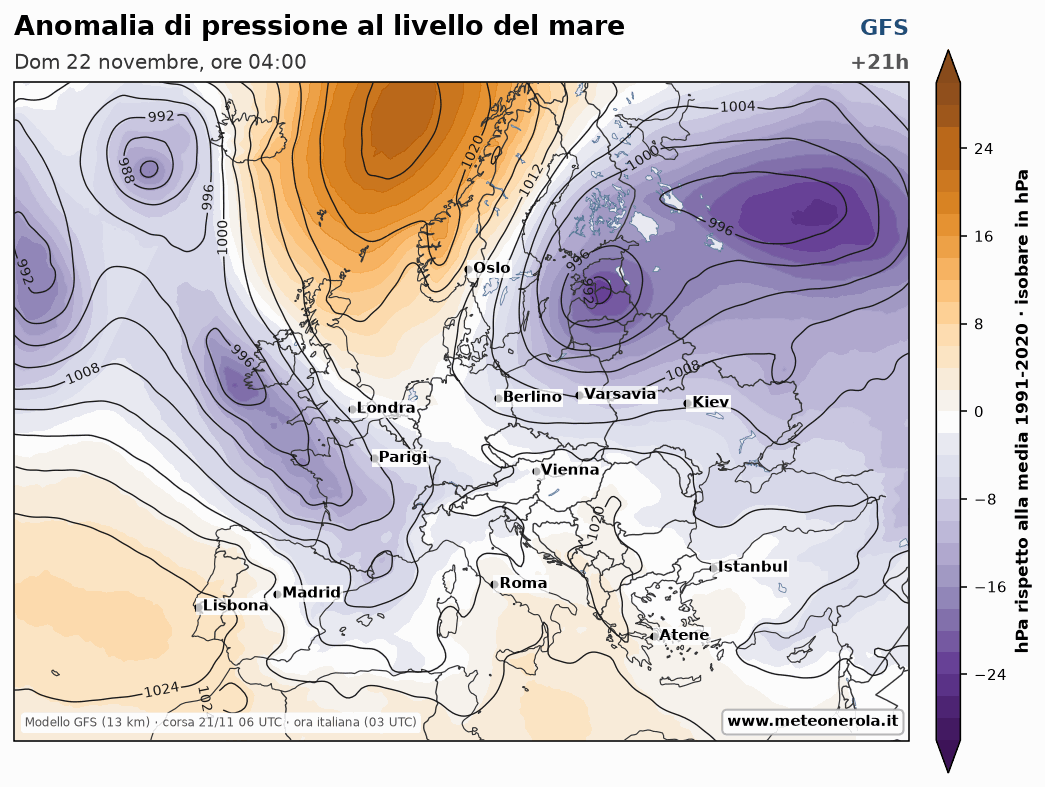 Anomalia di pressione al livello del mare
GFS
Dom 22 novembre, ore 04:00
+21h
992
1004
988
1020
1000
1012
996
996
1000
992
996
992
Oslo
996
1008
1008
Londra
Berlino
Varsavia
Kiev
Parigi
Vienna
1020
Istanbul
Roma
Madrid
Lisbona
Atene
1024
102
Modello GFS (13 km) · corsa 21/11 06 UTC · ora italiana (03 UTC)
www.meteonerola.it
24
16
8
0
−8
−16
−24
hPa rispetto alla media 1991-2020 · isobare in hPa